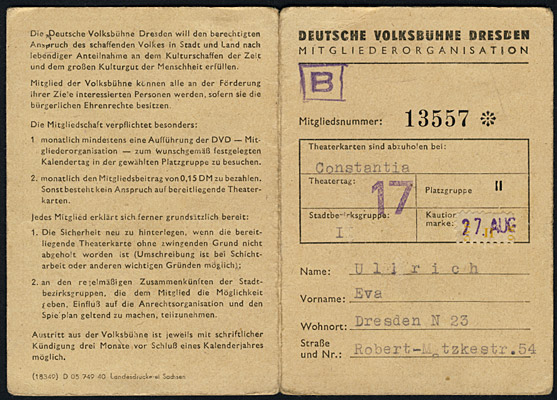 Die Deutsche Volksbühne Dresden will den berechtigten
Anspruch des schaffenden Volkes in Stadt und Land nach
lebendiger Anteilnahme an dem Kulturschaffen der Zeit
und dem großen Kulturgut der Menschheit erfüllen.
Mitglied der Volksbühne können alle an der Förderung
ihrer Ziele interessierten Personen werden, sofern sie die
bürgerlichen Ehrenrechte besitzen.
Die Mitgliedschaft verpflichtet besonders:
1 monatlich mindestens eine Aufführung der DVD — Mit-
gliederorganisation — zum wunschgemäß festgelegten
Kalendertag in der gewählten Platzgruppe zu besuchen.
2. monatlich den Mitgliedsbeitrag von 0,15 DM zu bezahlen.
Sonst besteht kein Anspruch auf bereitliegende Theater-
karten.
Jedes Mitglied erklärt sich ferner grundsätzlich bereit:
1. Die Sicherheit neu zu hinterlegen, wenn die bereit-
liegende Theaterkarte ohne zwingenden Grund nicht
abgeholt worden ist (Umschreibung ist bei Schicht-
arbeit oder anderen wichtigen Gründen möglich);
2. an den regelmäßigen Zusammenkünften der Stadt-
bezirksgruppen, die dem Mitglied die Möglichkeit
geben, Einfluß auf die Anrechtsorganisation und den
Spielplan geltend zu machen, teilzunehmen.
Austritt aus der Volksbühne ist jeweils mit schriftlicher
Kündigung drei Monate vor Schluß eines Kalenderjahres
möglich.
(18349) D 05 749 40 Landesdruckerei Sachsen
DEUTSCHE VOLKSBÜHNE DRESDEN
MITGLIEDERORGANISATION
B
Mitgliedsnummer: 13557 *
Theaterkarten sind abzuholen bei:
Constantia
Theatertag: 17 Platzgruppe II
Stadtbezirksgruppe: I Kautionmarke: 27. AUG
Name: Ullrich
Vorname: Eva
Wohnort: Dresden N 23
Straße
und Nr.: Robert-Matzkestr. 54